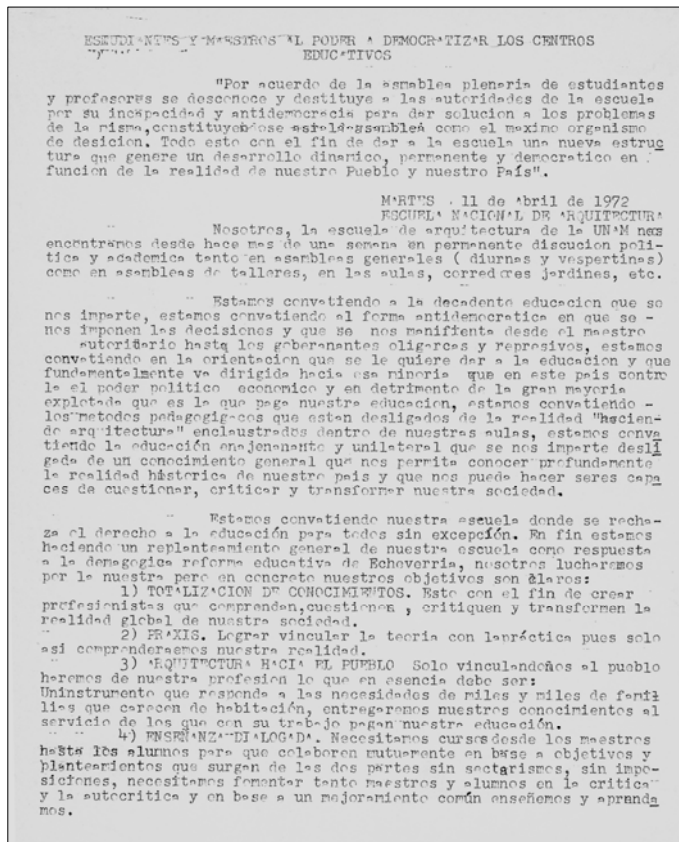 ESTUDIANTES Y MAESTROS AL PODER A DEMOCRATIZAR LOS CENTROS
EDUCATIVOS
"Por acuerdo de la asmablea plenaria de estudiantes
y profesores se desconoce y destituye a las autoridades de la escuela
por su incapacidad y antidemocracia para dar solucion a los problemas
de la misma,constituyendose asi la assamblea como el maximo organismo
de desicion. Todo esto con el fin de dar a la escuela una nueva estruc
tura que genere un desarrollo dinamico, permanente y democratico en
funcion de la realidad de nuestro Pueblo y nuestro País".
MARTES . 11 de Abril de 1972
ESCUELA NACIONAL DE ARQUITECTURA
Nosotros, la escuela de arquitectura de la UNAM nos
encontramos desde hace mas de una semana en permanente discucion poli-
tica y academica tanto en asambleas generales ( diurnas y vespertinas)
como en asambleas de talleres, en las aulas, corredores jardines, etc.
Estamos convatiendo a la decadente educacion que se
nos imparte, estamos convatiendo al forma antidemocratica en que se -
nos imponen las decisiones y que se nos manifienta desde el maestro
autoritario hasta los goberanantes oligarcas y represivos, estamos
convatiendo en la orientacion que se le quiere dar a la educacion y que
fundamentalmente va dirigida hacia esa minoria que en este pais contro
la el poder politico economico y en detrimento de la gran mayoria
explotada que es la que paga nuestra educacion, estamos convatiendo -
los metodos pedagogigcos que estan desligados de la realidad "hacien-
do arquitectura" enclaustrados dentro de nuestras aulas, estamos conva
tiendo la educación enajenante y unilateral que se nos imparte desli
gada de un conocimiento general que nos permita conocer profundamente
la realidad historica de nuestro pais y que nos pueda hacer seres capa
ces de cuestionar, criticar y transformar nuestra sociedad.
Estamos convatiendo nuestra escuela donde se recha-
za el derecho a la educación para todos sin excepción. En fin estamos
haciendo un replanteamiento general de nuestra escuela como respuesta
a la demagogica reforma educativa de Echeverria, nosotros lucharemos
por la nuestra pero en concreto nuestros objetivos son claros:
1) TOTALIZACION DE CONOCIMIENTOS. Esto con el fin de crear
profesionistas que comprendan,cuestionen , critiquen y transformen la
realidad global de nuestra sociedad.
2) PRAXIS. Lograr vincular la teoria con lapráctica pues solo
asi comprenderaemos nuestra realidad.
3) ARQUITECTURA HACIA EL PUEBLO Solo vinculandoños al pueblo
haremos de nuestra profesion lo que en esencia debe ser:
Uninstrumento que responda a las necesidades de miles y miles de famil
lias que carecen de habitación, entregaremos nuestros conocimientos al
servicio de los que con su trabajo pagan nuestra educación.
4) ENSEÑANZA DIALOGADA. Necesitamos cursos desde los maestros
hasta los alumnos para que colaboren mutuamente en base a objetivos y
planteamientos que surgan de las dos partes sin sectarismos, sin impo-
siciones, necesitamos fomentar tanto maestros y alumnos en la critica
y la autocritica y en base a un mejoramiento común enseñemos y aprenda
mos.